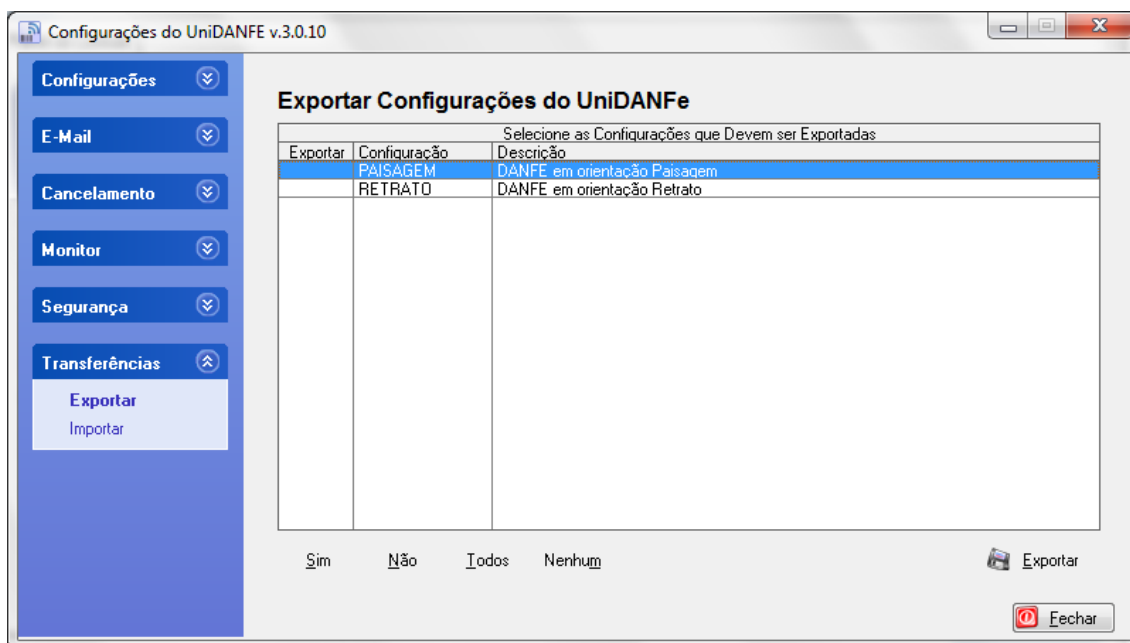 Configurações do UniDANFE v.3.0.10
Configurações
E-Mail
Cancelamento
Monitor
Segurança
Transferências
Exportar
Importar
Exportar Configurações do UniDANFe
Selecione as Configurações que Devem ser Exportadas
Exportar Configuração Descrição
PAISAGEM DANFE em orientação Paisagem
RETRATO DANFE em orientação Retrato
Sim Não Todos Nenhum Exportar
Fechar